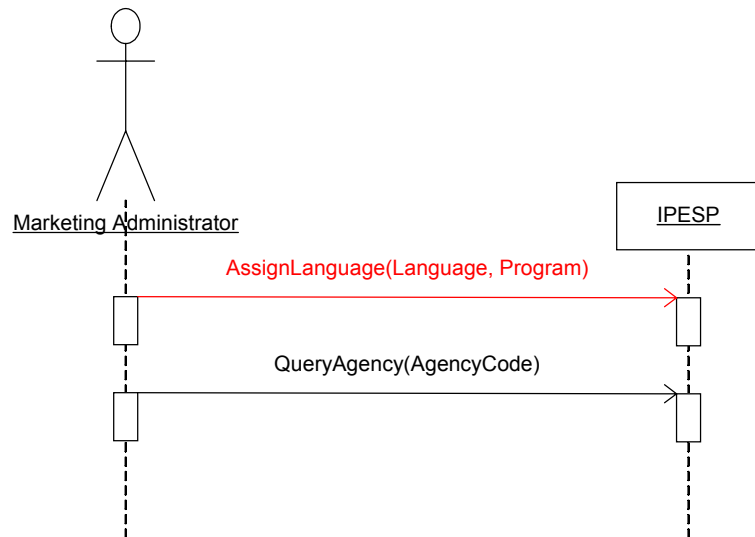 Marketing Administrator
IPESP
AssignLanguage(Language, Program)
QueryAgency(AgencyCode)